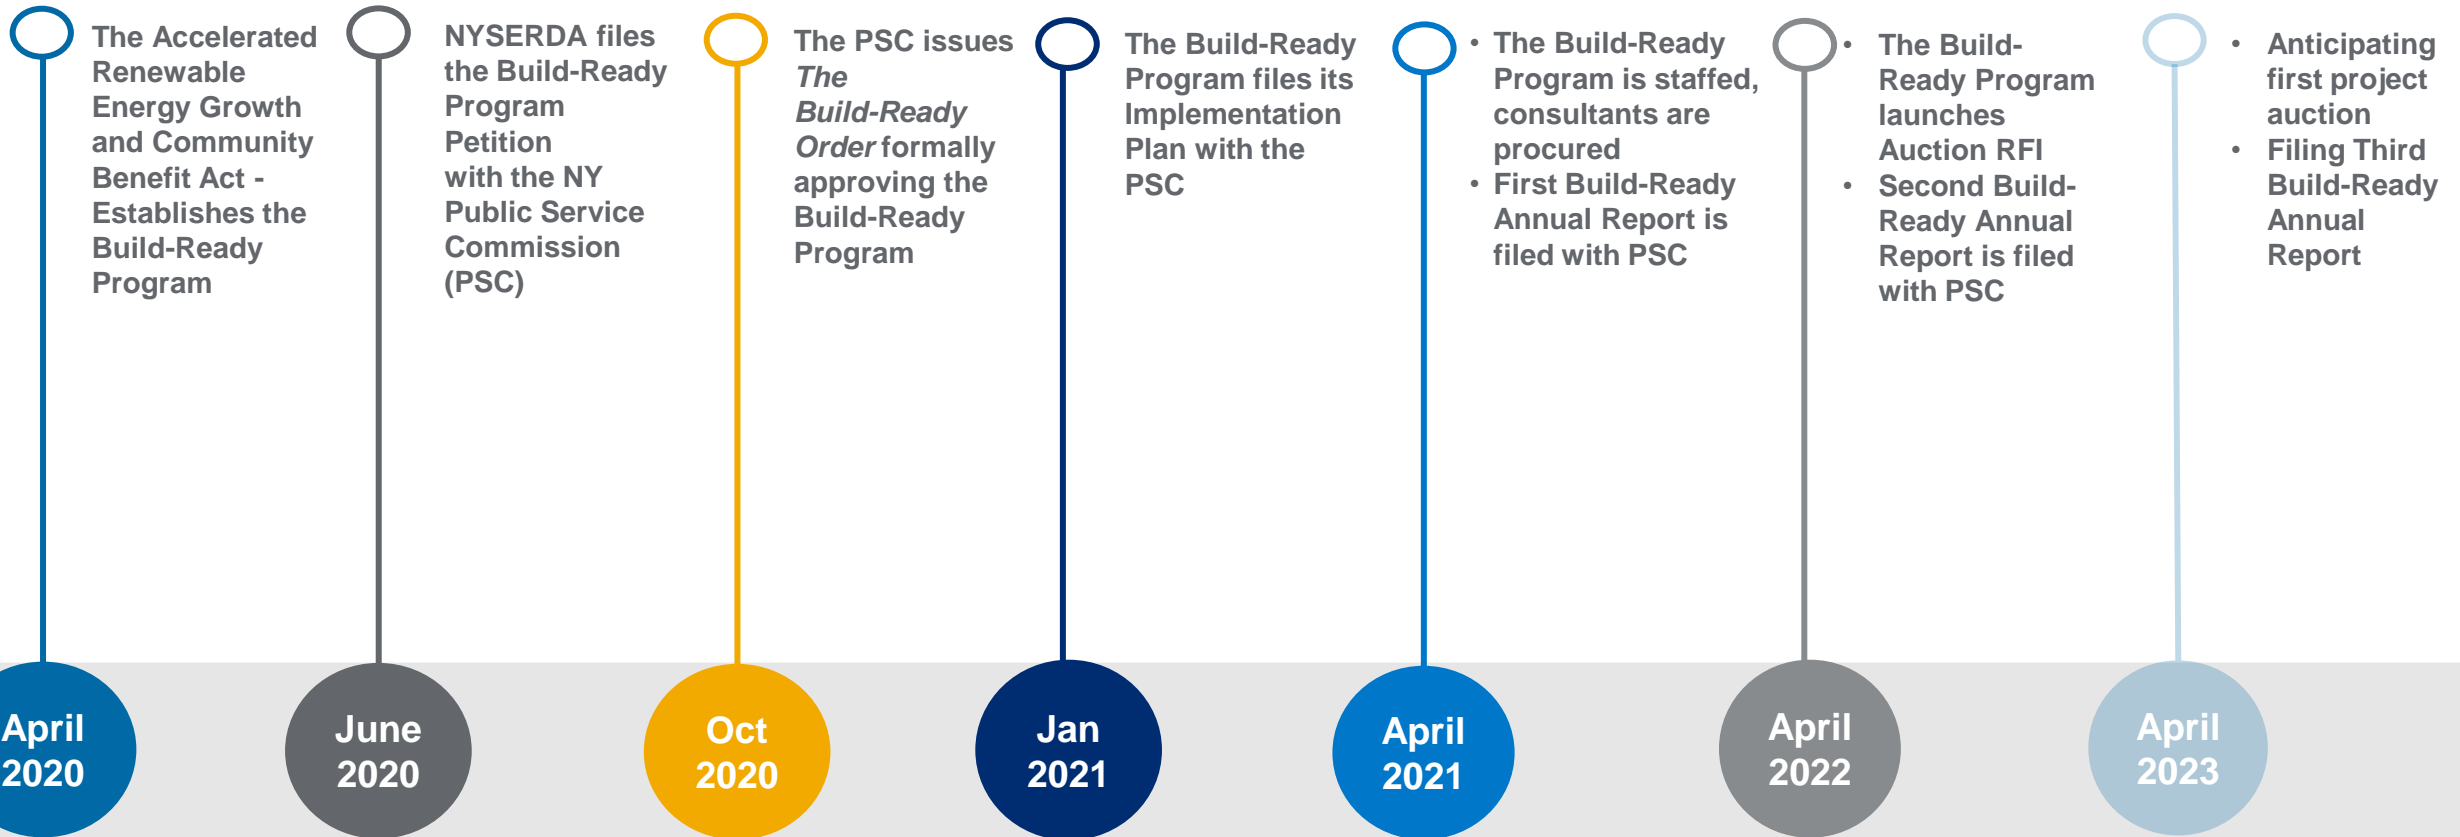 The Accelerated
Renewable
Energy Growth
and Community
Benefit Act -
Establishes the
Build-Ready
Program
NYSERDA files
the Build-Ready
Program
Petition
with the NY
Public Service
Commission
(PSC)
The PSC issues
The
Build-Ready
Order formally
approving the
Build-Ready
Program
The Build-Ready
Program files its
Implementation
Plan with the
PSC
• The Build-Ready
Program is staffed,
consultants are
procured
• First Build-Ready
Annual Report is
filed with PSC
• The Build-
Ready Program
launches
Auction RFI
• Second Build-
Ready Annual
Report is filed
with PSC
• Anticipating
first project
auction
• Filing Third
Build-Ready
Annual
Report
April
2020
June
2020
Oct
2020
Jan
2021
April
2021
April
2022
April
2023